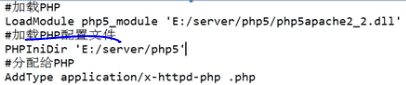 #加载PHP
LoadModule php5_module 'E:/server/php5/php5apache2_2.dll'
#加载PHP配置文件
PHPIniDir 'E:/server/php5'
#分配给PHP
AddType application/x-httpd-php .php